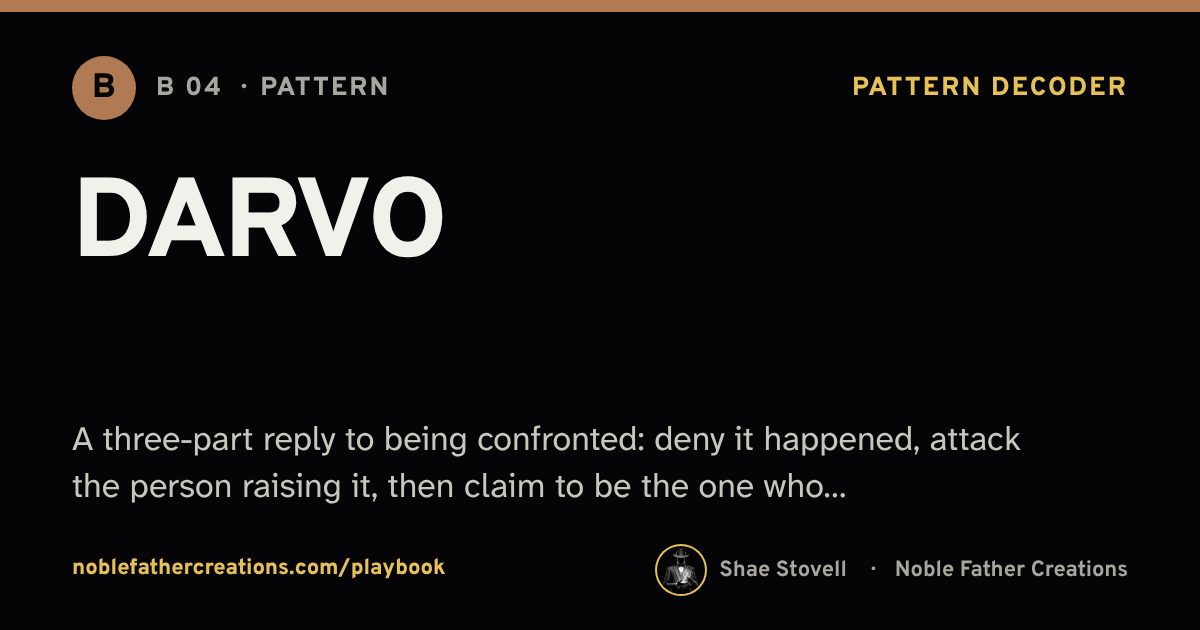 B
B 04 · PATTERN
PATTERN DECODER
DARVO
A three-part reply to being confronted: deny it happened, attack
the person raising it, then claim to be the one who...
noblefathercreations.com/playbook
Shae Stovell · Noble Father Creations